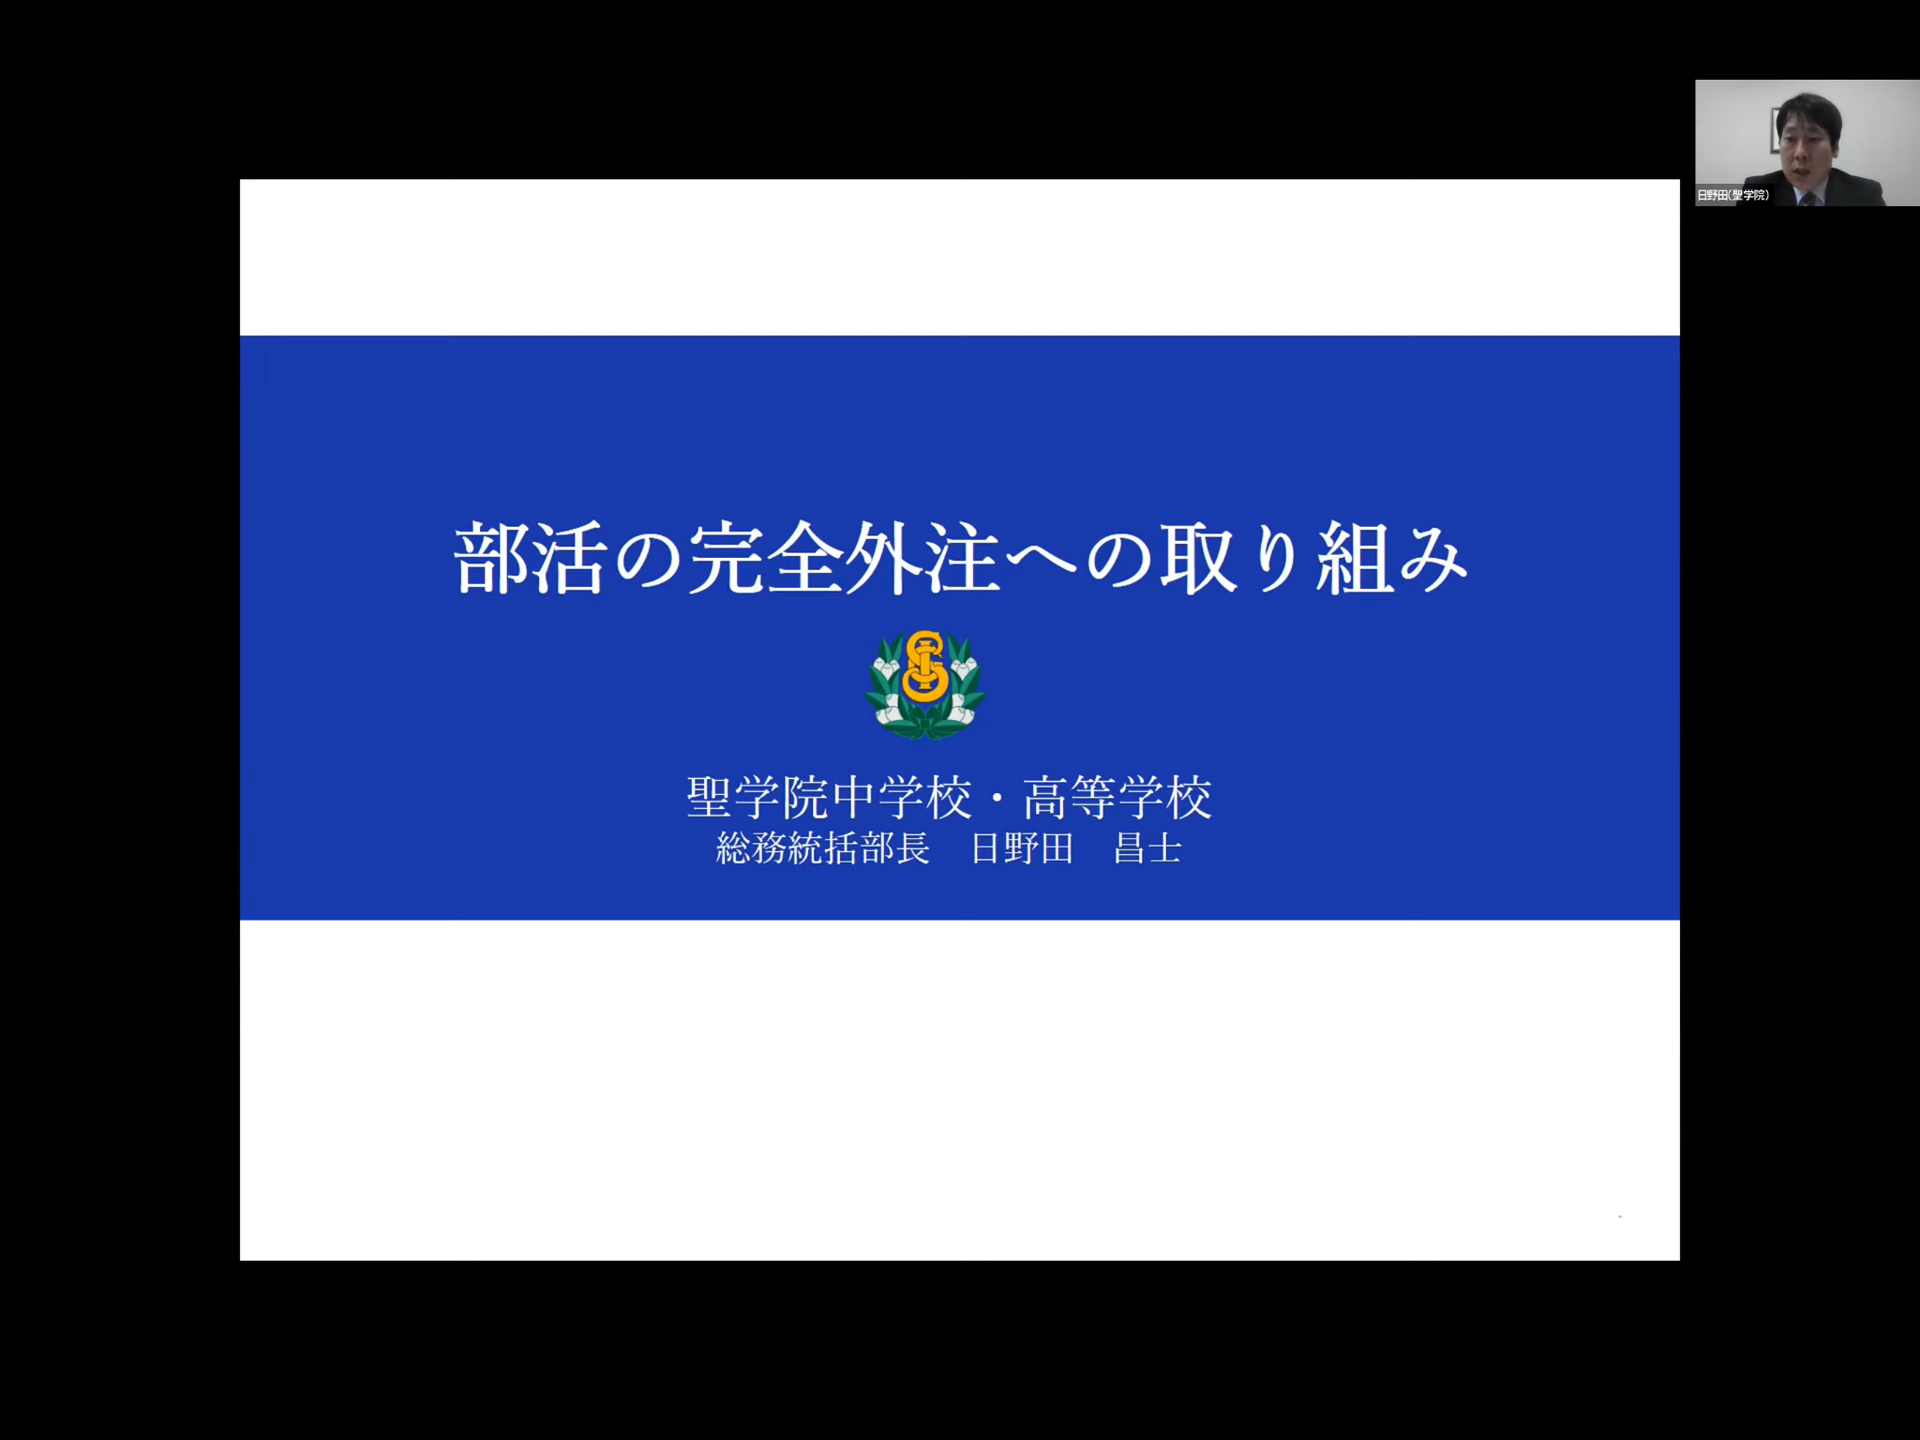 部活の完全外注への取り組み
聖学院中学校・高等学校
総務統括部長　日野田　昌士
日野田(聖学院)